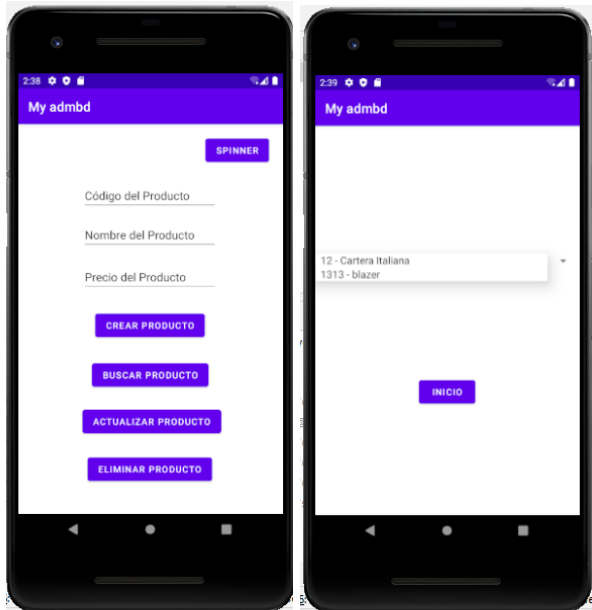 2:38
My admbd
SPINNER
Código del Producto
Nombre del Producto
Precio del Producto
CREAR PRODUCTO
BUSCAR PRODUCTO
ACTUALIZAR PRODUCTO
ELIMINAR PRODUCTO
2:39
My admbd
12 - Cartera Italiana
1313 - blazer
INICIO